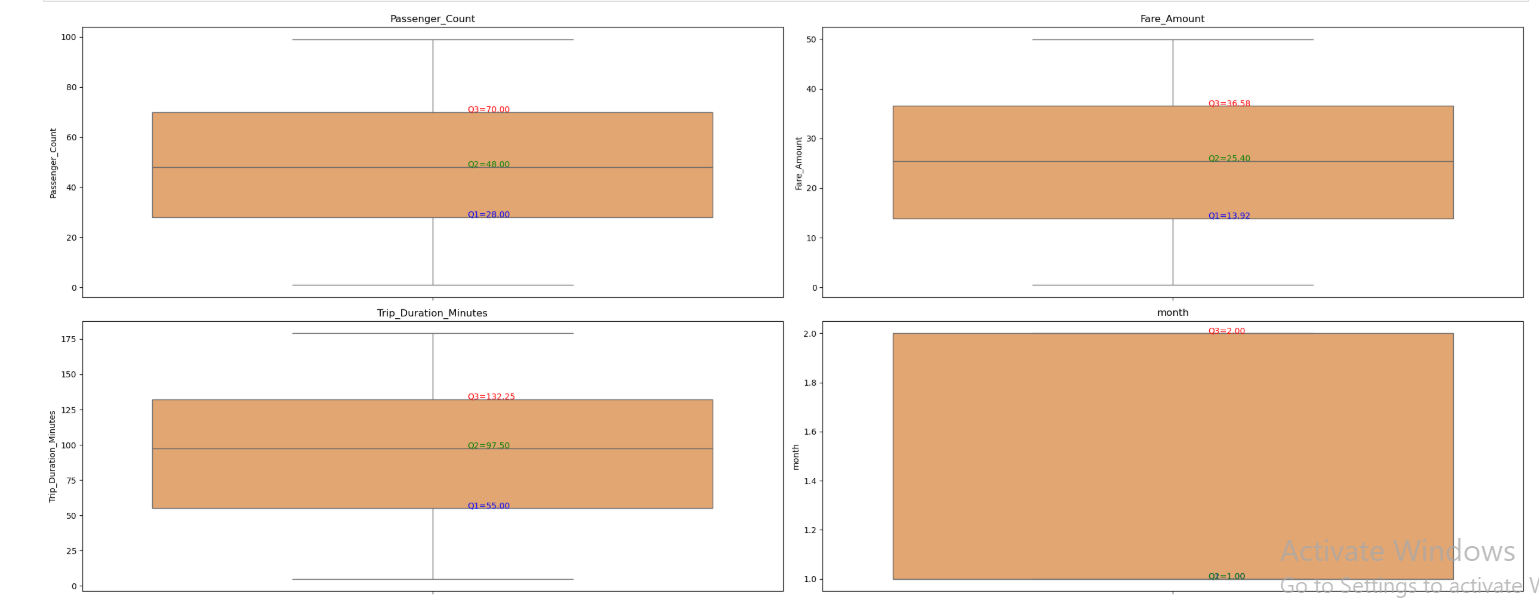 Passenger_Count
100
80
60
40
20
0
Passenger_Count
Q3=70.00
Q2=48.00
Q1=28.00
Fare_Amount
50
40
30
20
10
0
Fare_Amount
Q3=36.58
Q2=25.40
Q1=13.92
Trip_Duration_Minutes
175
150
125
100
75
50
25
0
Trip_Duration_Minutes
Q3=132.25
Q2=97.50
Q1=55.00
month
2.0
1.8
1.6
1.4
1.2
1.0
month
Q3=2.00
=1.00
Activate Windows
Go to Settings to activate W